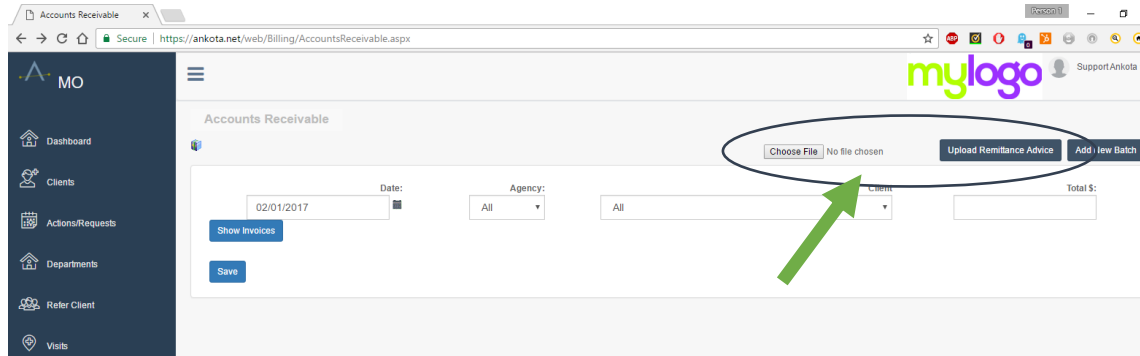 Accounts Receivable
Person 1
Secure https://ankota.net/web/Billing/AccountsReceivable.aspx
ABP
0
MO
mylogo
Support Ankota
Accounts Receivable
Dashboard
Choose File No file chosen
Upload Remittance Advice
Add New Batch
Clients
Date:
Agency:
Client
Total $:
02/01/2017
All
All
Actions/Requests
Show Invoices
Departments
Save
Refer Client
Visits